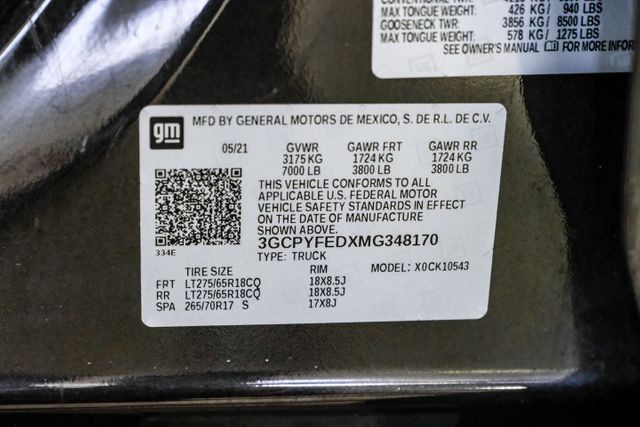 MAX TONGUE WEIGHT: 426 KG / 940 LBS
GOOSENECK TWR: 3856 KG / 8500 LBS
MAX TONGUE WEIGHT: 578 KG / 1275 LBS
SEE OWNER'S MANUAL FOR MORE INFOR
gm
MFD BY GENERAL MOTORS DE MEXICO, S. DE R.L. DE C.V.
05/21 GVWR GAWR FRT GAWR RR
3175 KG 1724 KG 1724 KG
7000 LB 3800 LB 3800 LB
THIS VEHICLE CONFORMS TO ALL
APPLICABLE U.S. FEDERAL MOTOR
VEHICLE SAFETY STANDARDS IN EFFECT
ON THE DATE OF MANUFACTURE
SHOWN ABOVE.
334E 3GCPYFEDXMG348170
TYPE: TRUCK
TIRE SIZE RIM MODEL: X0CK10543
FRT LT275/65R18CQ 18X8.5J
RR LT275/65R18CQ 18X8.5J
SPA 265/70R17 S 17X8J